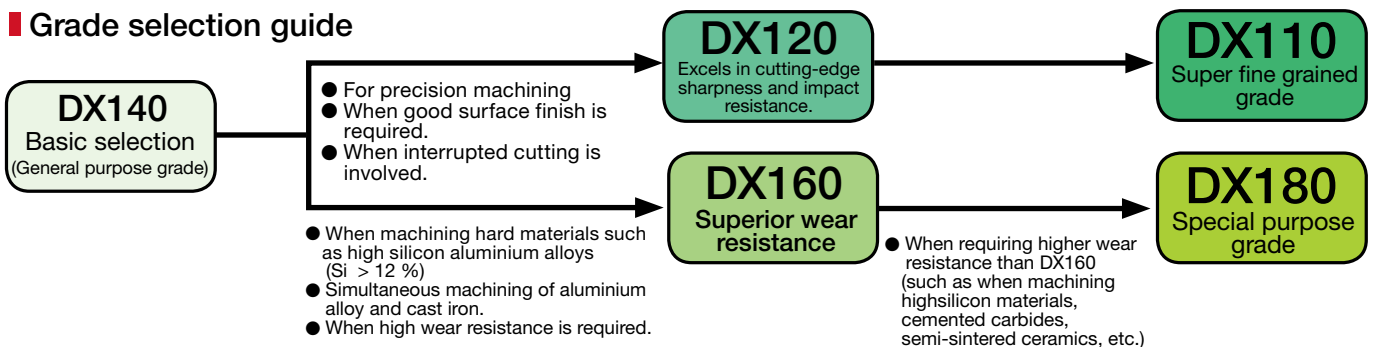 Grade selection guide
DX140
Basic selection
(General purpose grade)
● For precision machining
● When good surface finish is
required.
● When interrupted cutting is
involved.
DX120
Excels in cutting-edge
sharpness and impact
resistance.
DX110
Super fine grained
grade
● When machining hard materials such
as high silicon aluminium alloys
(Si > 12 %)
● Simultaneous machining of aluminium
alloy and cast iron.
● When high wear resistance is required.
DX160
Superior wear
resistance
● When requiring higher wear
resistance than DX160
(such as when machining
highsilicon materials,
cemented carbides,
semi-sintered ceramics, etc.)
DX180
Special purpose
grade